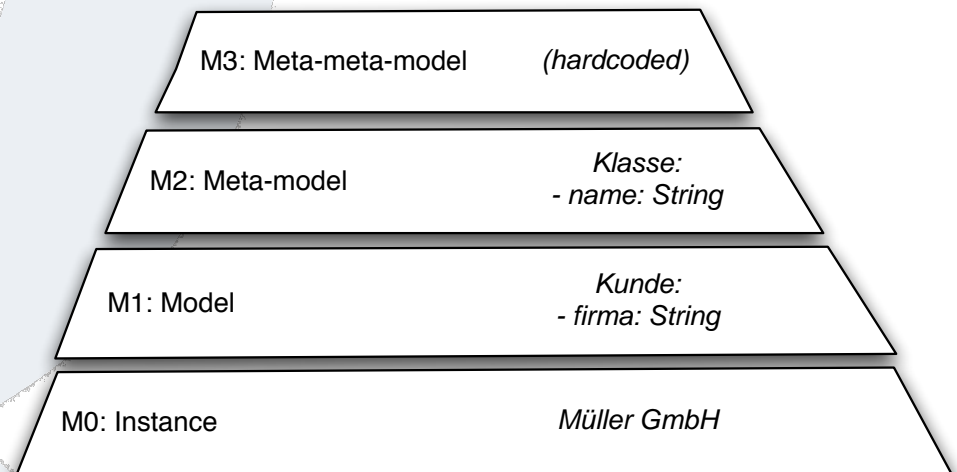 M3: Meta-meta-model (hardcoded)
M2: Meta-model
Klasse:
- name: String
M1: Model
Kunde:
- firma: String
M0: Instance Müller GmbH